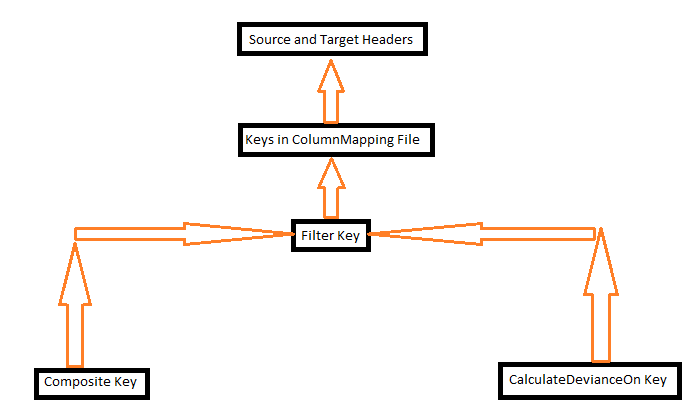 Source and Target Headers
Keys in ColumnMapping File
Filter Key
Composite Key
CalculateDevianceOn Key